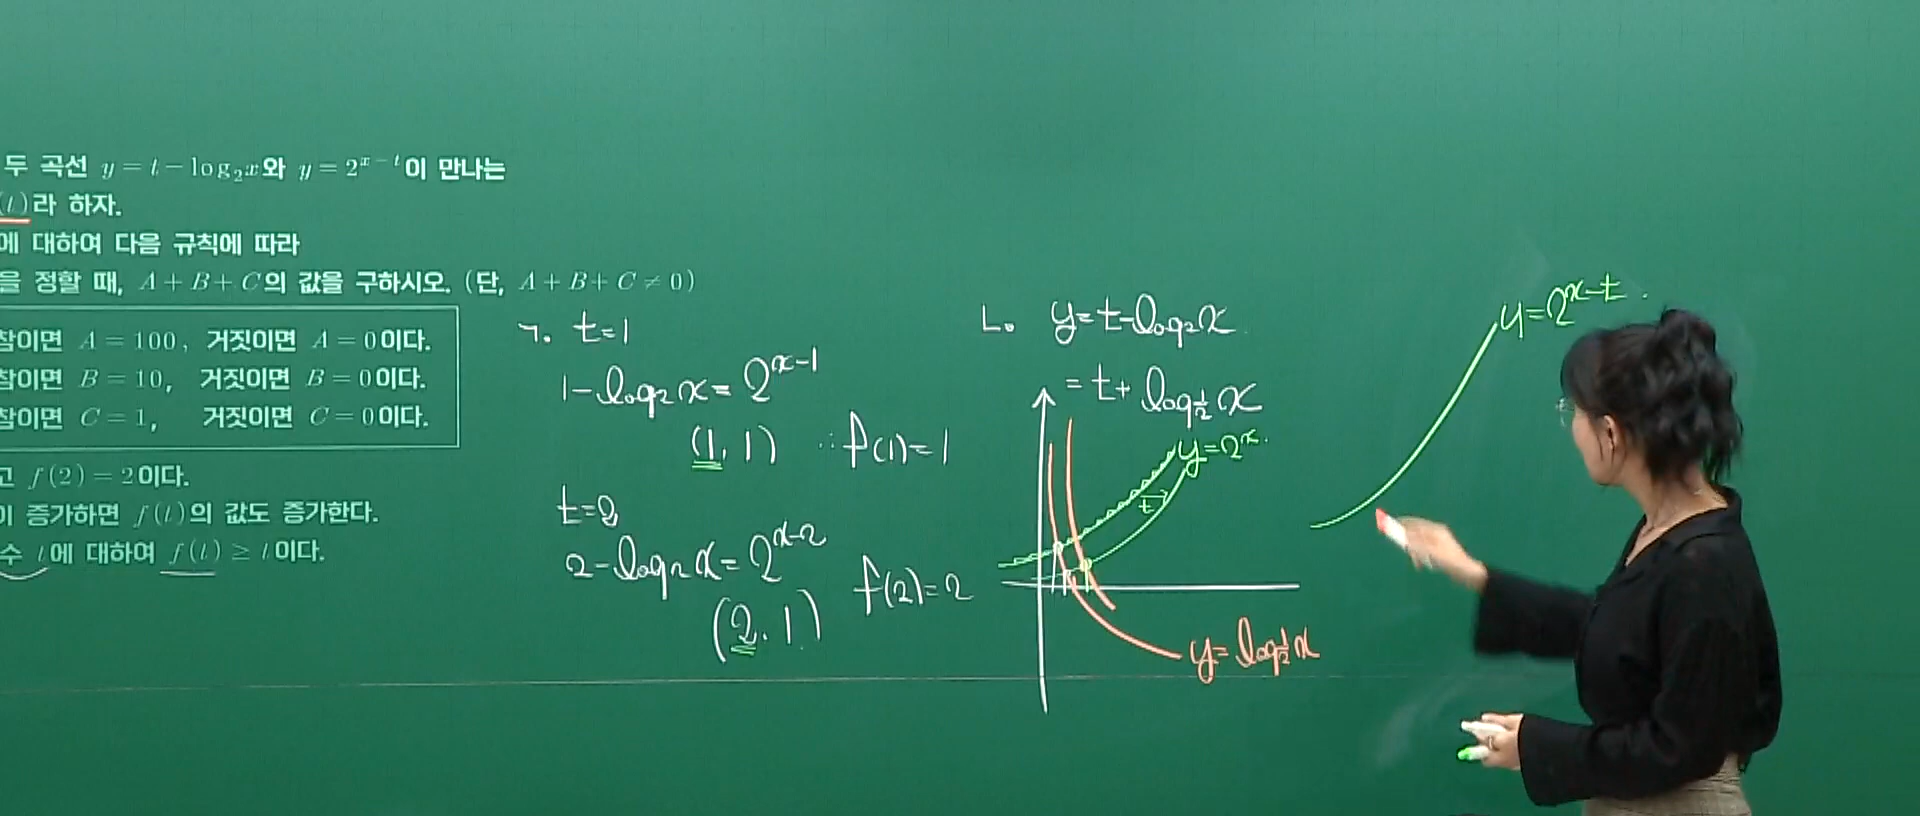 두 곡선 y = t − log₂x와 y = 2^{x−t}이 만나는
(t)라 하자.
에 대하여 다음 규칙에 따라
을 정할 때, A + B + C의 값을 구하시오. (단, A + B + C ≠ 0)
참이면 A = 100, 거짓이면 A = 0이다.
참이면 B = 10, 거짓이면 B = 0이다.
참이면 C = 1, 거짓이면 C = 0이다.
고 f(2) = 2이다.
이 증가하면 f(t)의 값도 증가한다.
수 t에 대하여 f(t) ≥ t이다.
ㄱ. t=1
1-log₂x = 2^{x-1}
(1, 1) ∴ f(1)=1
t=2
2-log₂x = 2^{x-2}
(2, 1) f(2)=2
ㄴ. y=t-log₂x
= t+ log_{1/2} x
y=2^x
t
y= log_{1/2} x
y=2^{x-t}